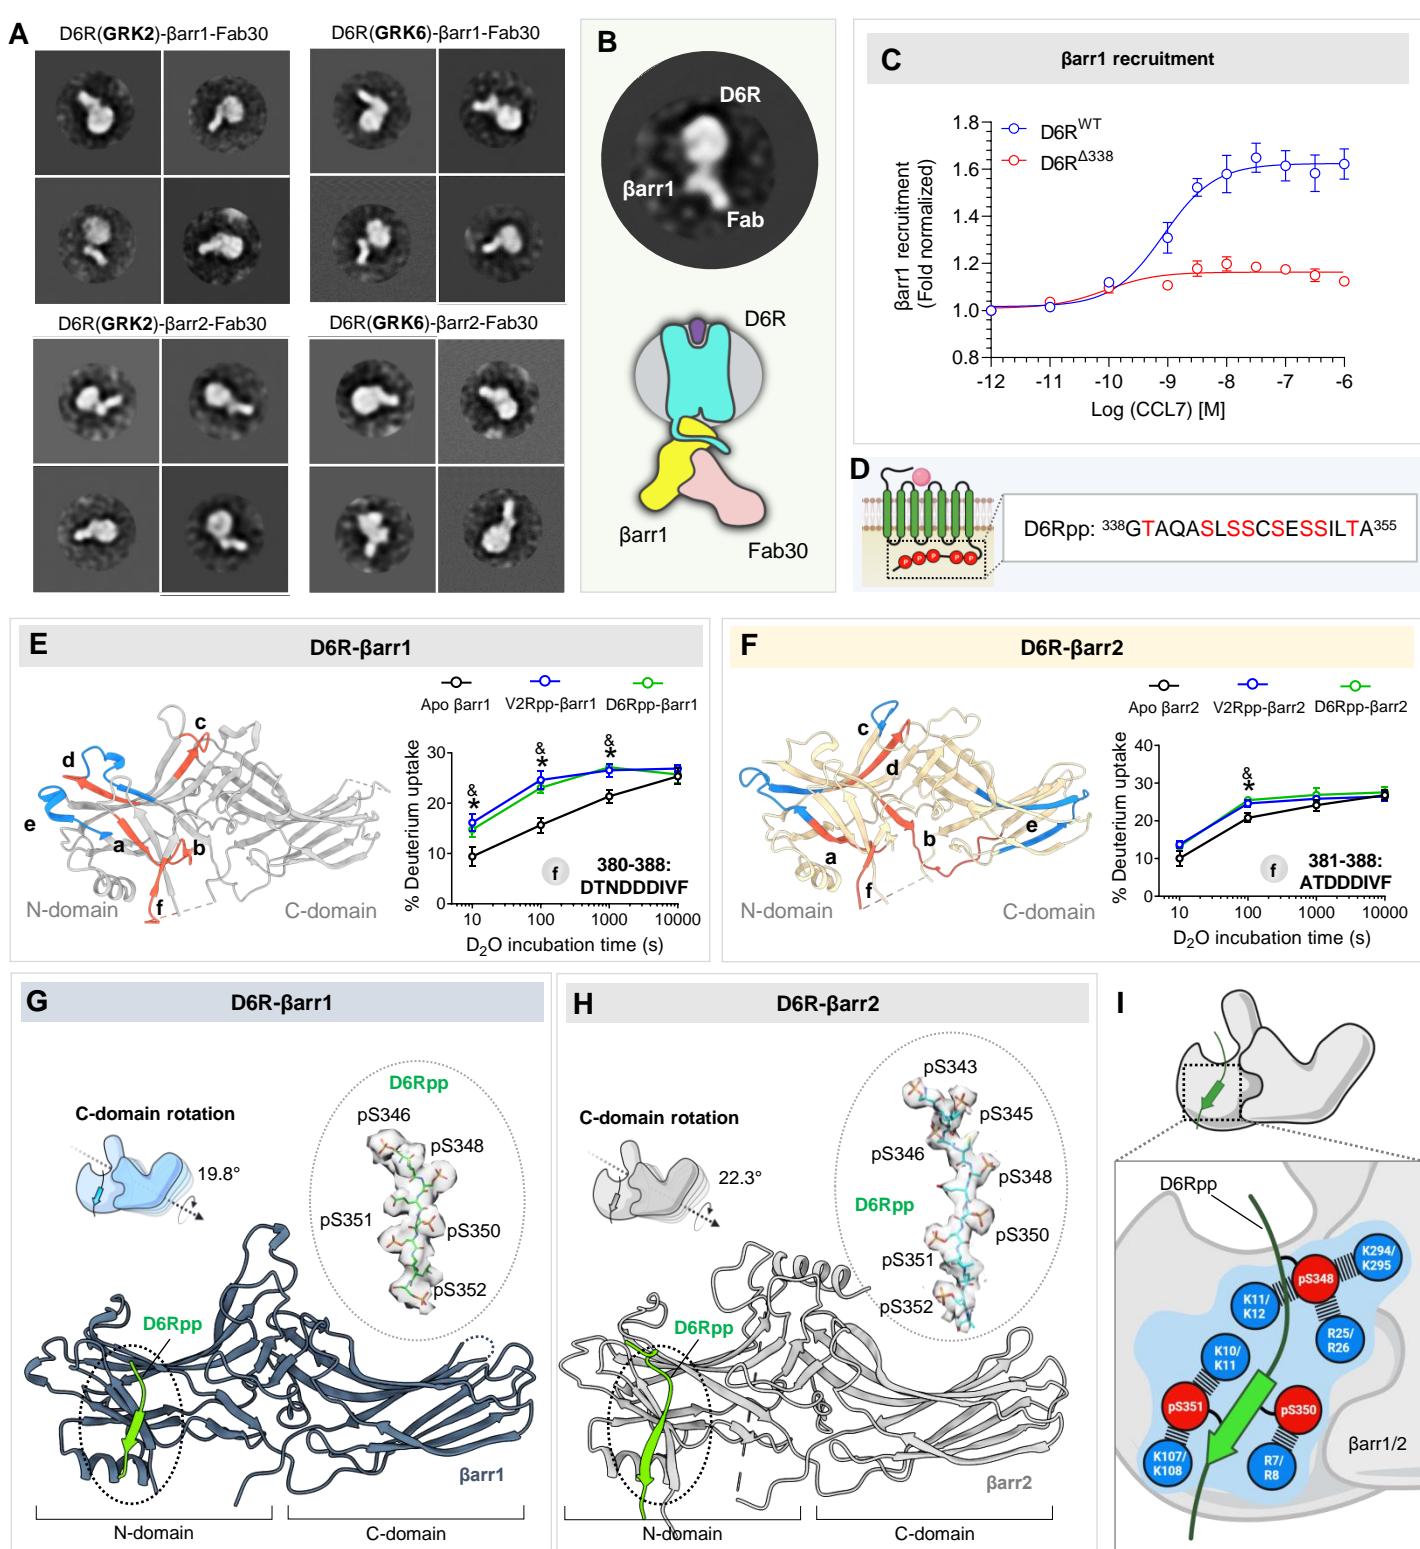 A
D6R(GRK2)-βarr1-Fab30
D6R(GRK6)-βarr1-Fab30
D6R(GRK2)-βarr2-Fab30
D6R(GRK6)-βarr2-Fab30
B
D6R
βarr1
Fab
D6R
βarr1
Fab30
C
βarr1 recruitment
D6R^WT
D6R^Δ338
βarr1 recruitment
(Fold normalized)
1.8
1.6
1.4
1.2
1.0
0.8
-12 -11 -10 -9 -8 -7 -6
Log (CCL7) [M]
D
P P P P P
D6Rpp: ³³⁸GTAQASLSSCSESSILTA³⁵⁵
E
D6R-βarr1
Apo βarr1 V2Rpp-βarr1 D6Rpp-βarr1
c
d
e
a
b
f
N-domain
C-domain
% Deuterium uptake
30
20
10
0
&
*
&
*
&
*
f
380-388:
DTNDDDIVF
10 100 1000 10000
D₂O incubation time (s)
F
D6R-βarr2
Apo βarr2 V2Rpp-βarr2 D6Rpp-βarr2
c
d
b
e
a
f
N-domain
C-domain
% Deuterium uptake
40
30
20
10
0
&
*
f
381-388:
ATDDDIVF
10 100 1000 10000
D₂O incubation time (s)
G
D6R-βarr1
C-domain rotation
19.8°
D6Rpp
pS346
pS348
pS351
pS350
pS352
D6Rpp
βarr1
N-domain
C-domain
H
D6R-βarr2
C-domain rotation
22.3°
pS343
pS345
pS346
pS348
D6Rpp
pS350
pS351
pS352
D6Rpp
βarr2
N-domain
C-domain
I
D6Rpp
K294/
K295
pS348
K11/
K12
R25/
R26
K10/
K11
pS351
pS350
K107/
K108
R7/
R8
βarr1/2